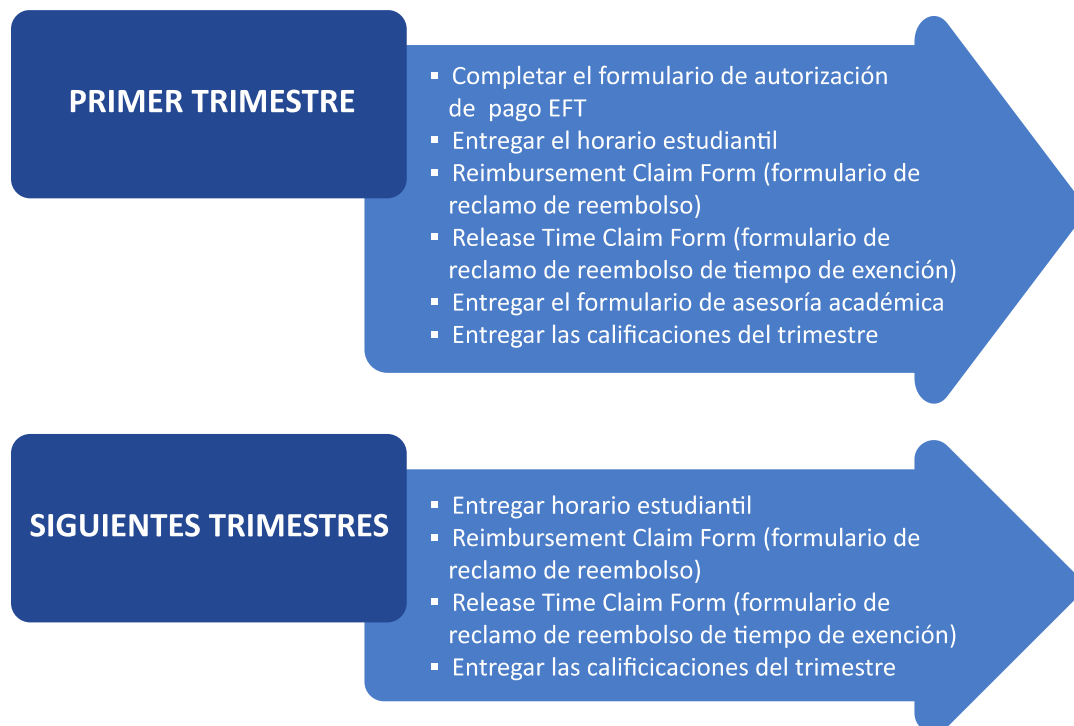 PRIMER TRIMESTRE
▪ Completar el formulario de autorización
de pago EFT
▪ Entregar el horario estudiantil
▪ Reimbursement Claim Form (formulario de
reclamo de reembolso)
▪ Release Time Claim Form (formulario de
reclamo de reembolso de tiempo de exención)
▪ Entregar el formulario de asesoría académica
▪ Entregar las calificaciones del trimestre
SIGUIENTES TRIMESTRES
▪ Entregar horario estudiantil
▪ Reimbursement Claim Form (formulario de
reclamo de reembolso)
▪ Release Time Claim Form (formulario de
reclamo de reembolso de tiempo de exención)
▪ Entregar las calificicaciones del trimestre